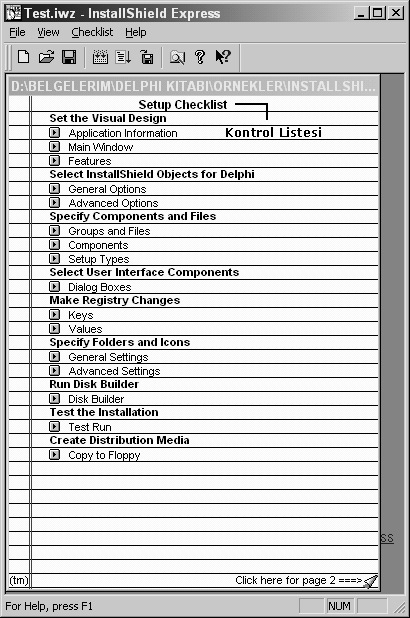 Test.iwz - InstallShield Express
File View Checklist Help
D:\BELGELERIM\DELPHI KITABI\ORNEKLER\INSTALLSHI...
Setup Checklist
Set the Visual Design
Application Information
Kontrol Listesi
Main Window
Features
Select InstallShield Objects for Delphi
General Options
Advanced Options
Specify Components and Files
Groups and Files
Components
Setup Types
Select User Interface Components
Dialog Boxes
Make Registry Changes
Keys
Values
Specify Folders and Icons
General Settings
Advanced Settings
Run Disk Builder
Disk Builder
Test the Installation
Test Run
Create Distribution Media
Copy to Floppy
ss
(tm) Click here for page 2 ===>
For Help, press F1 NUM